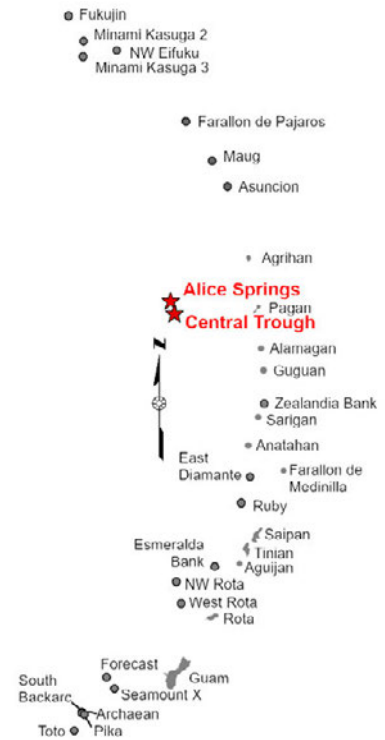 Fukujin
Minami Kasuga 2
NW Eifuku
Minami Kasuga 3
Farallon de Pajaros
Maug
Asuncion
Agrihan
Alice Springs
Pagan
Central Trough
N
Alamagan
Guguan
Zealandia Bank
Sarigan
Anatahan
East
Diamante
Farallon de
Medinilla
Ruby
Saipan
Esmeralda
Bank
Tinian
Aguijan
NW Rota
West Rota
Rota
Forecast
Guam
South
Backarc
Seamount X
Archaean
Toto
Pika